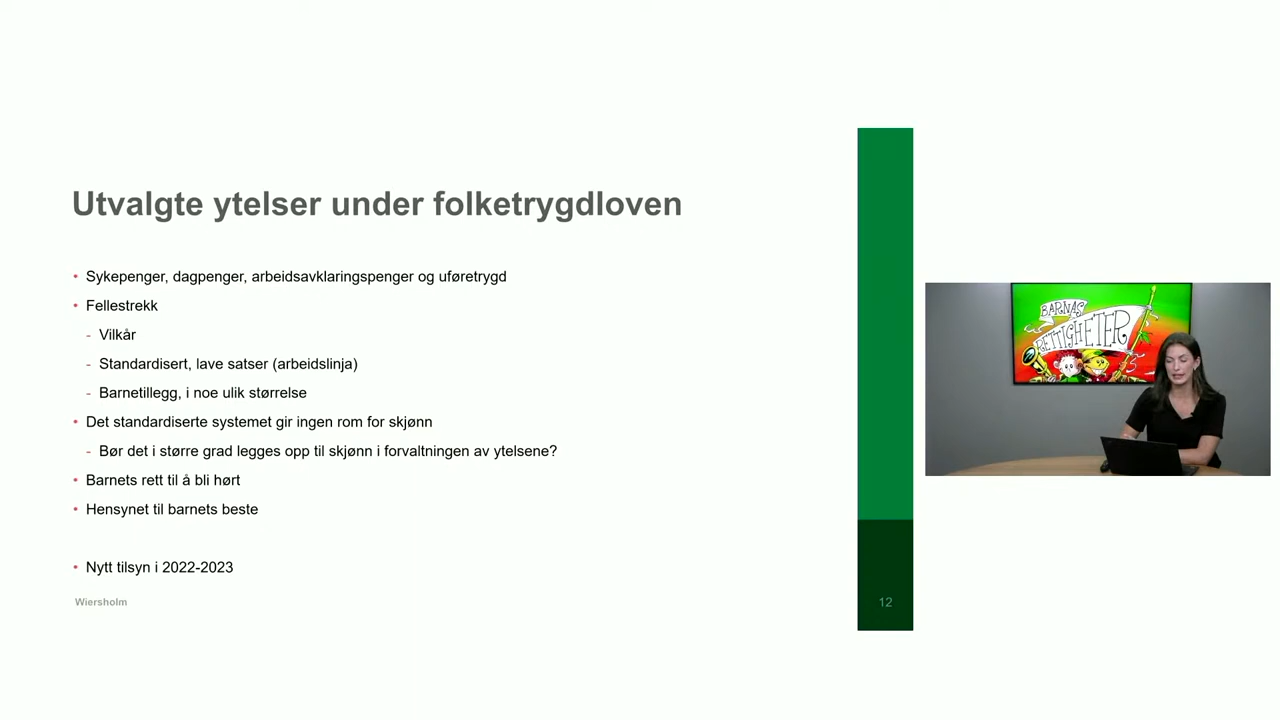 Utvalgte ytelser under folketrygdloven
• Sykepenger, dagpenger, arbeidsavklaringspenger og uføretrygd
• Fellestrekk
- Vilkår
- Standardisert, lave satser (arbeidslinja)
- Barnetillegg, i noe ulik størrelse
• Det standardiserte systemet gir ingen rom for skjønn
- Bør det i større grad legges opp til skjønn i forvaltningen av ytelsene?
• Barnets rett til å bli hørt
• Hensynet til barnets beste
• Nytt tilsyn i 2022-2023
Wiersholm
12
BARNAS
RETTIGHETER